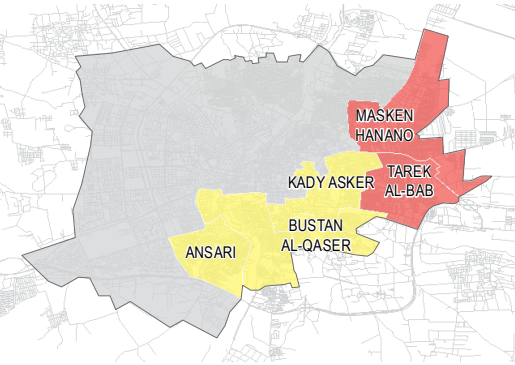 MASKEN
HANANO
TAREK
AL-BAB
KADY ASKER
BUSTAN
AL-QASER
ANSARI